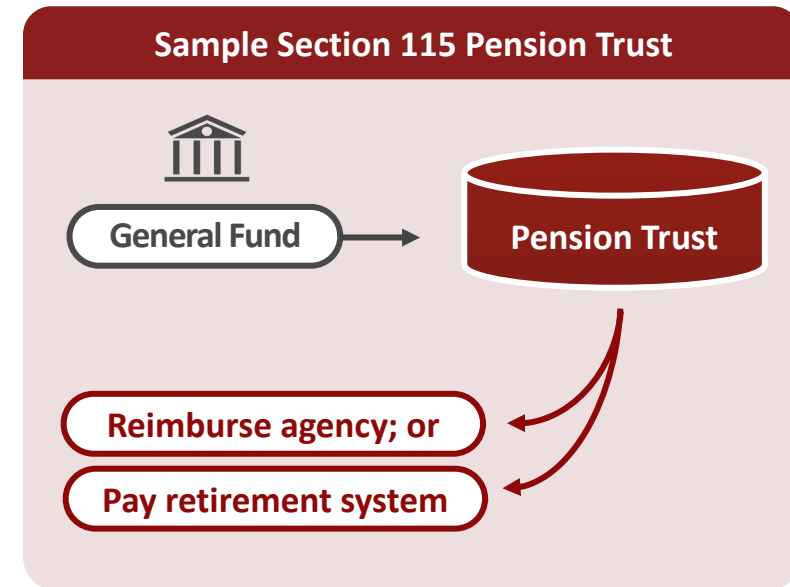 Sample Section 115 Pension Trust
General Fund
Pension Trust
Reimburse agency; or
Pay retirement system